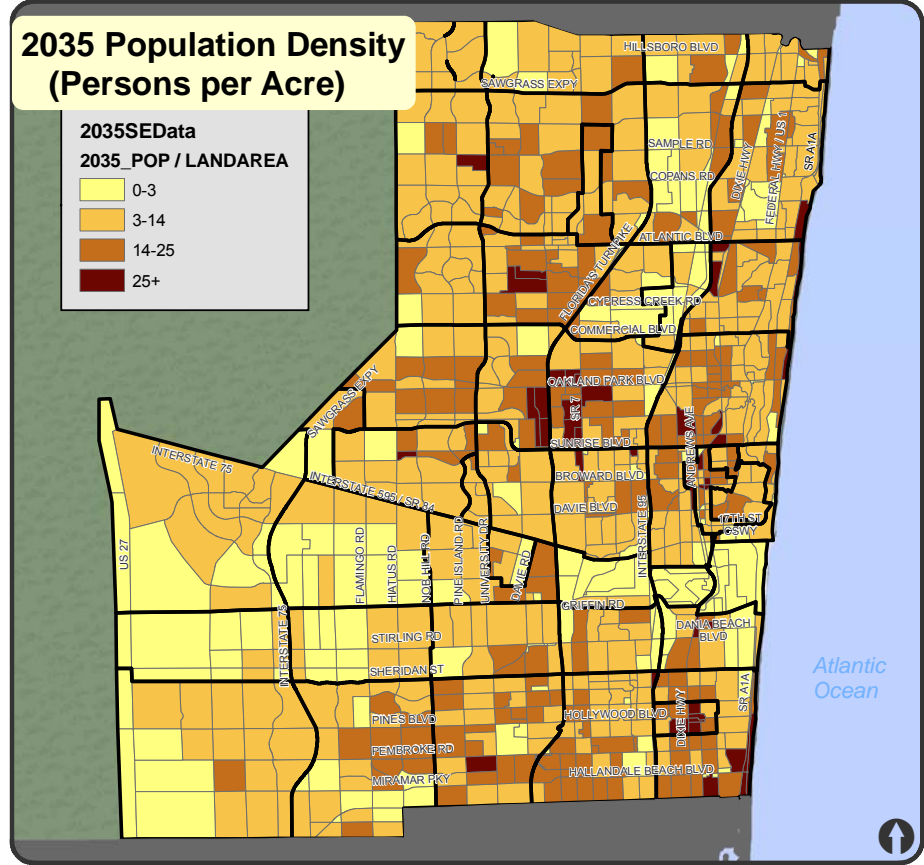 2035 Population Density
(Persons per Acre)
2035SEData
2035_POP / LANDAREA
0-3
3-14
14-25
25+
HILLSBORO BLVD
SAWGRASS EXPY
SAMPLE RD
COPANS RD
DIXIE HWY
FEDERAL HWY / US 1
SR A1A
ATLANTIC BLVD
FLORIDA'S TURNPIKE
CYPRESS CREEK RD
COMMERCIAL BLVD
OAKLAND PARK BLVD
SAWGRASS EXPY
SR 7
ANDREWS AVE
SUNRISE BLVD
INTERSTATE 75
INTERSTATE 595 / SR 84
BROWARD BLVD
DAVIE BLVD
17TH ST
CSWY
US 27
FLAMINGO RD
HIATUS RD
NOB HILL RD
PINE ISLAND RD
UNIVERSITY DR
DAVIE RD
INTERSTATE 95
GRIFFIN RD
DANIA BEACH
BLVD
INTERSTATE 75
STIRLING RD
SHERIDAN ST
Atlantic
Ocean
SR A1A
DIXIE HWY
PINES BLVD
HOLLYWOOD BLVD
PEMBROKE RD
MIRAMAR PKY
HALLANDALE BEACH BLVD